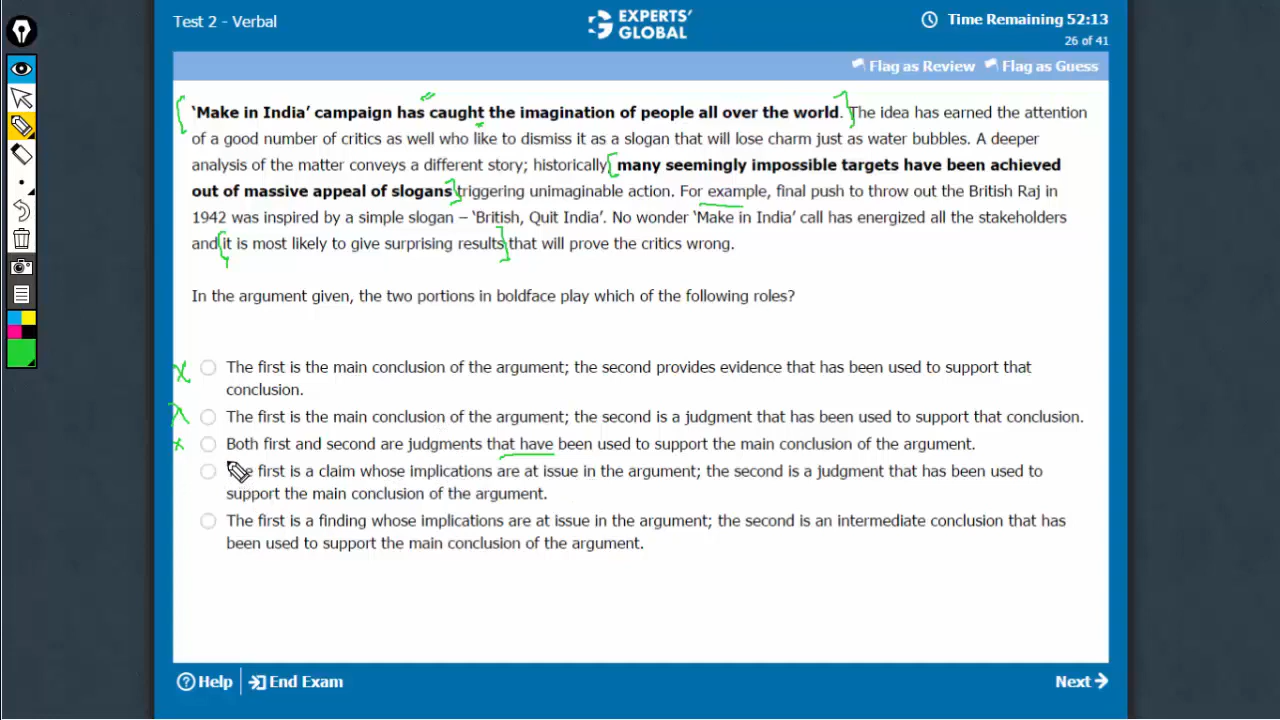 Test 2 - Verbal
EXPERTS'
GLOBAL
Time Remaining 52:13
26 of 41
Flag as Review
Flag as Guess
'Make in India' campaign has caught the imagination of people all over the world. The idea has earned the attention
of a good number of critics as well who like to dismiss it as a slogan that will lose charm just as water bubbles. A deeper
analysis of the matter conveys a different story; historically many seemingly impossible targets have been achieved
out of massive appeal of slogans triggering unimaginable action. For example, final push to throw out the British Raj in
1942 was inspired by a simple slogan – 'British, Quit India'. No wonder 'Make in India' call has energized all the stakeholders
and it is most likely to give surprising results that will prove the critics wrong.
In the argument given, the two portions in boldface play which of the following roles?
The first is the main conclusion of the argument; the second provides evidence that has been used to support that
conclusion.
The first is the main conclusion of the argument; the second is a judgment that has been used to support that conclusion.
Both first and second are judgments that have been used to support the main conclusion of the argument.
first is a claim whose implications are at issue in the argument; the second is a judgment that has been used to
support the main conclusion of the argument.
The first is a finding whose implications are at issue in the argument; the second is an intermediate conclusion that has
been used to support the main conclusion of the argument.
Help
End Exam
Next